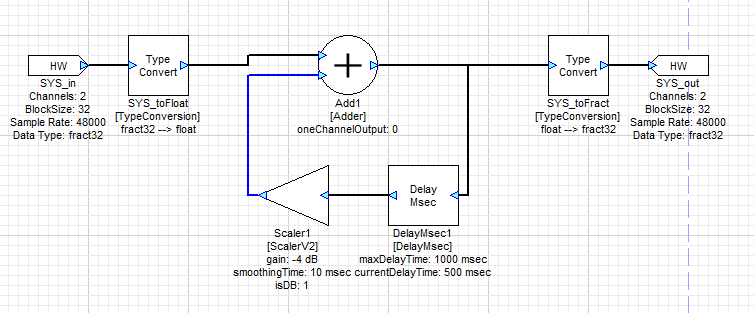 HW
SYS_in
Channels: 2
BlockSize: 32
Sample Rate: 48000
Data Type: fract32
Type
Convert
SYS_toFloat
[TypeConversion]
fract32 --> float
+
Add1
[Adder]
oneChannelOutput: 0
Type
Convert
SYS_toFract
[TypeConversion]
float --> fract32
HW
SYS_out
Channels: 2
BlockSize: 32
Sample Rate: 48000
Data Type: fract32
Scaler1
[ScalerV2]
gain: -4 dB
smoothingTime: 10 msec
isDB: 1
Delay
Msec
DelayMsec1
[DelayMsec]
maxDelayTime: 1000 msec
currentDelayTime: 500 msec